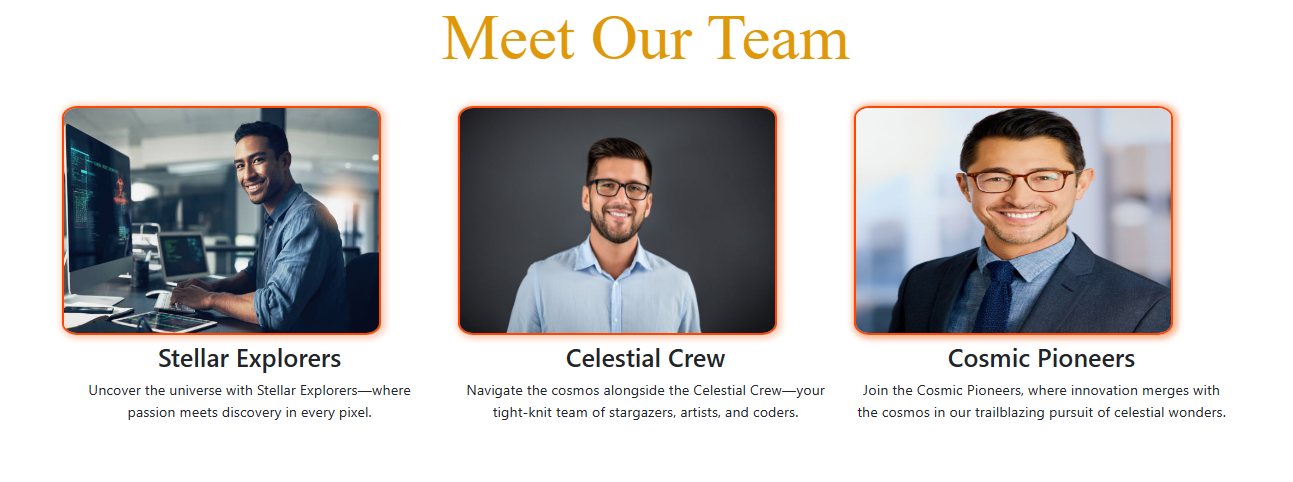 Meet Our Team
Stellar Explorers
Uncover the universe with Stellar Explorers—where
passion meets discovery in every pixel.
Celestial Crew
Navigate the cosmos alongside the Celestial Crew—your
tight-knit team of stargazers, artists, and coders.
Cosmic Pioneers
Join the Cosmic Pioneers, where innovation merges with
the cosmos in our trailblazing pursuit of celestial wonders.